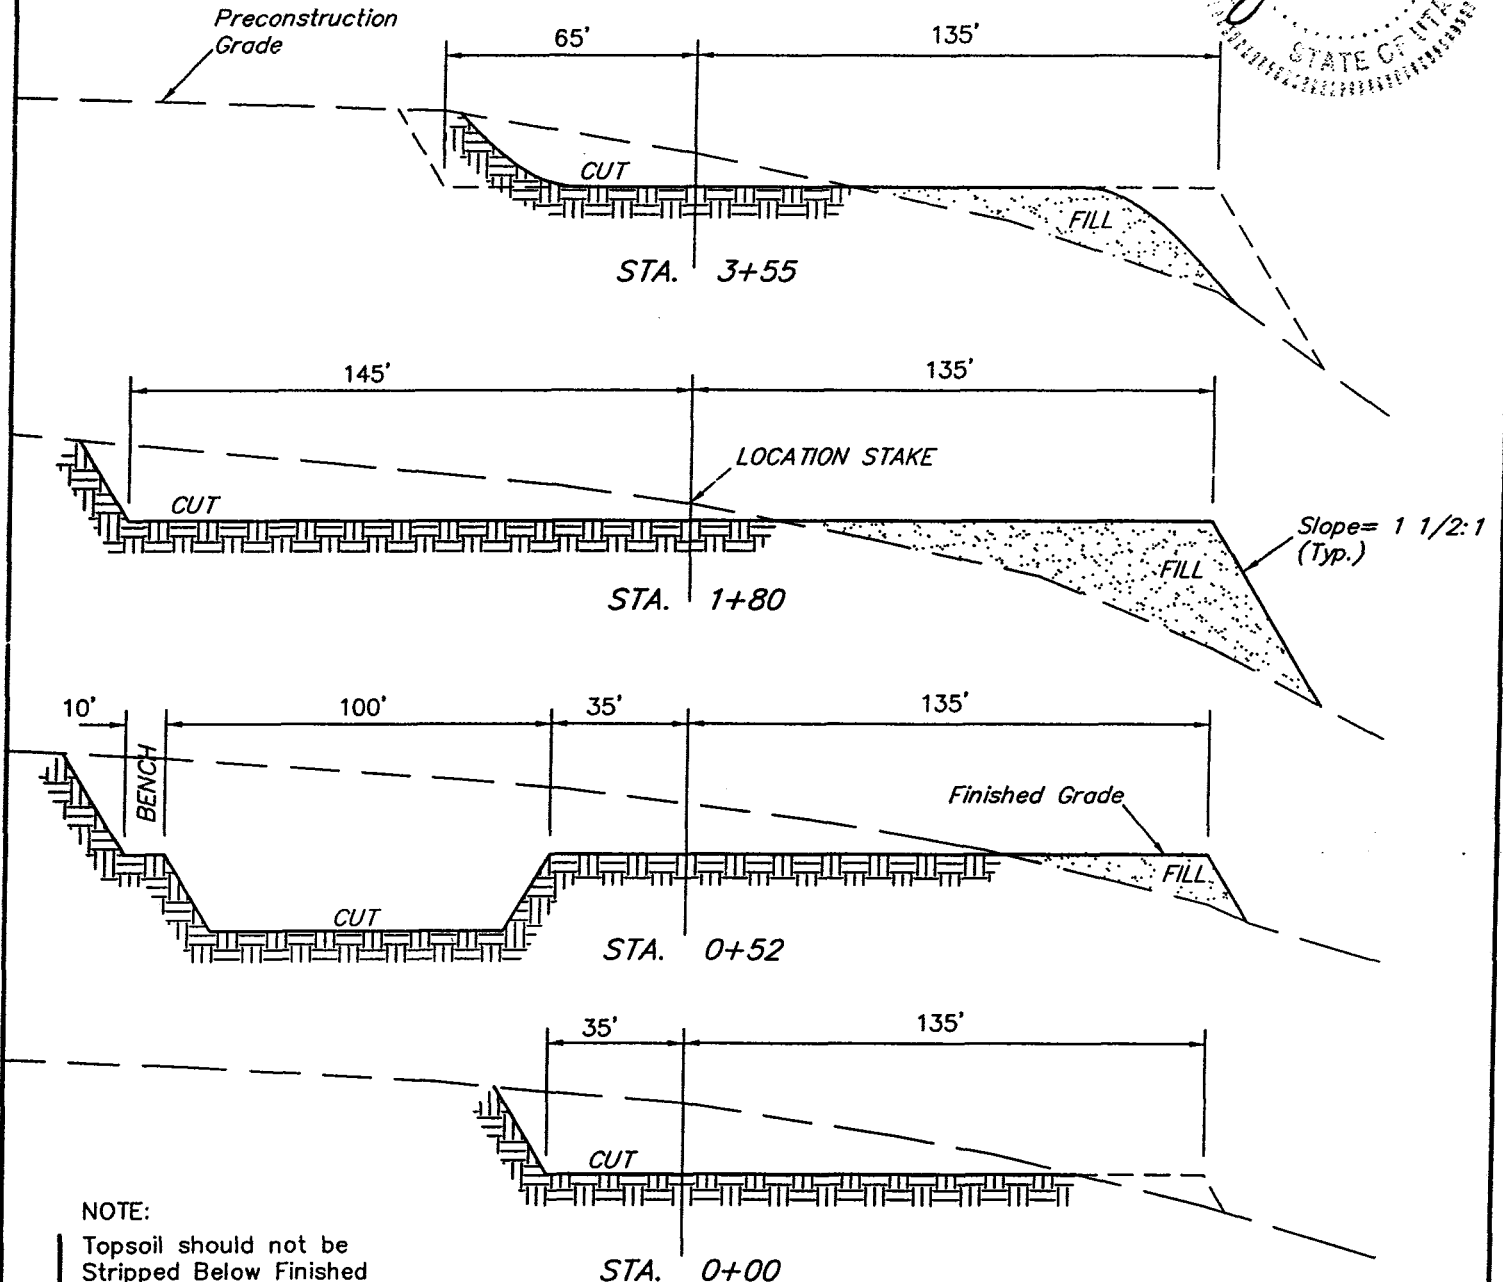 Preconstruction
Grade
65'
135'
STATE OF UTA
CUT
FILL
STA. 3+55
145'
135'
LOCATION STAKE
CUT
Slope= 1 1/2:1
(Typ.)
FILL
STA. 1+80
10'
100'
35'
135'
BENCH
Finished Grade
FILL
CUT
STA. 0+52
35'
135'
CUT
NOTE:
Topsoil should not be
Stripped Below Finished
STA. 0+00